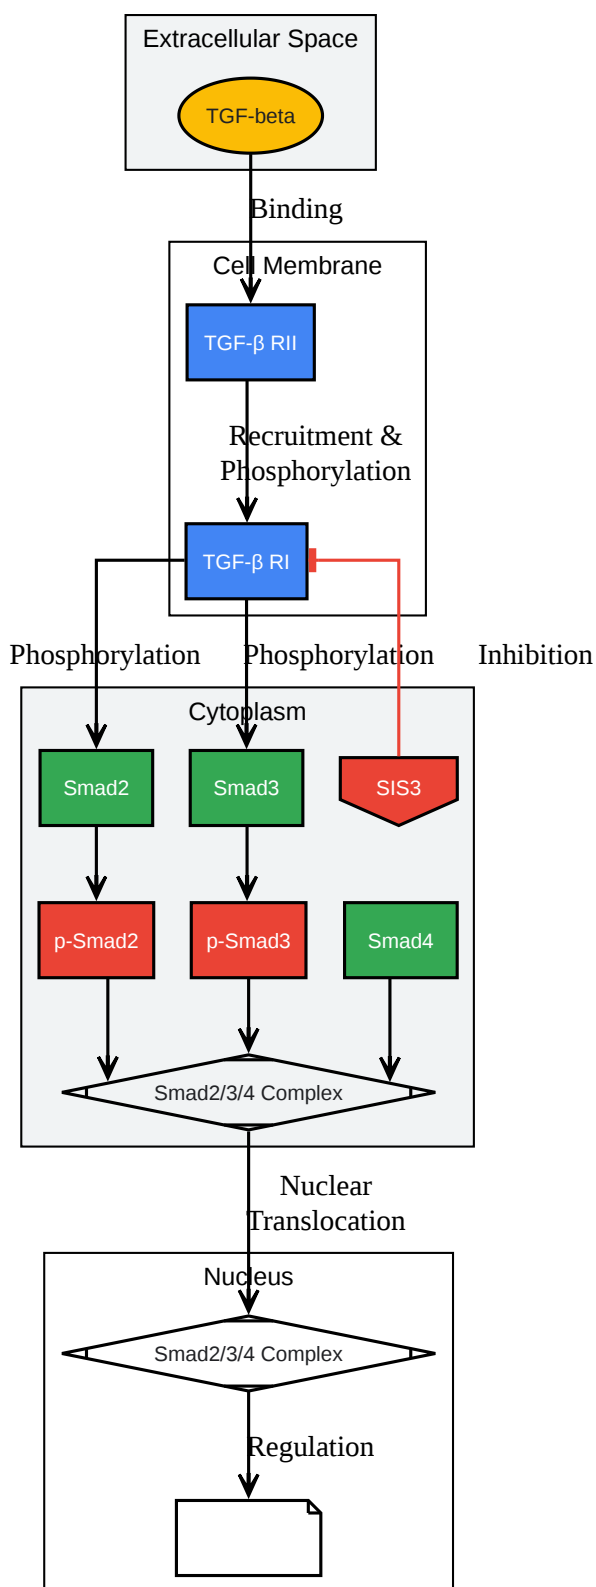 Extracellular Space
TGF-beta
Binding
Cell Membrane
TGF-β RII
Recruitment &
Phosphorylation
TGF-β RI
Phosphorylation
Phosphorylation
Inhibition
Cytoplasm
Smad2
Smad3
SIS3
p-Smad2
p-Smad3
Smad4
Smad2/3/4 Complex
Nuclear
Translocation
Nucleus
Smad2/3/4 Complex
Regulation